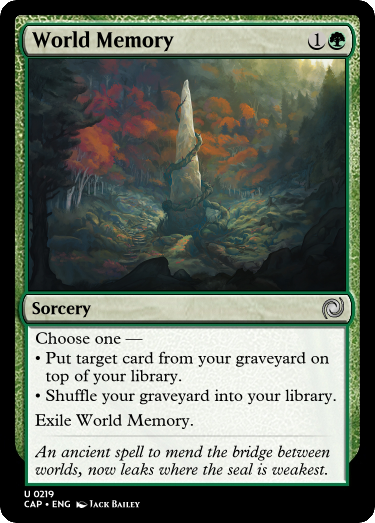 World Memory 1
Sorcery
Choose one —
• Put target card from your graveyard on
top of your library.
• Shuffle your graveyard into your library.
Exile World Memory.
An ancient spell to mend the bridge between
worlds, now leaks where the seal is weakest.
U 0219
CAP • ENG Jack Bailey